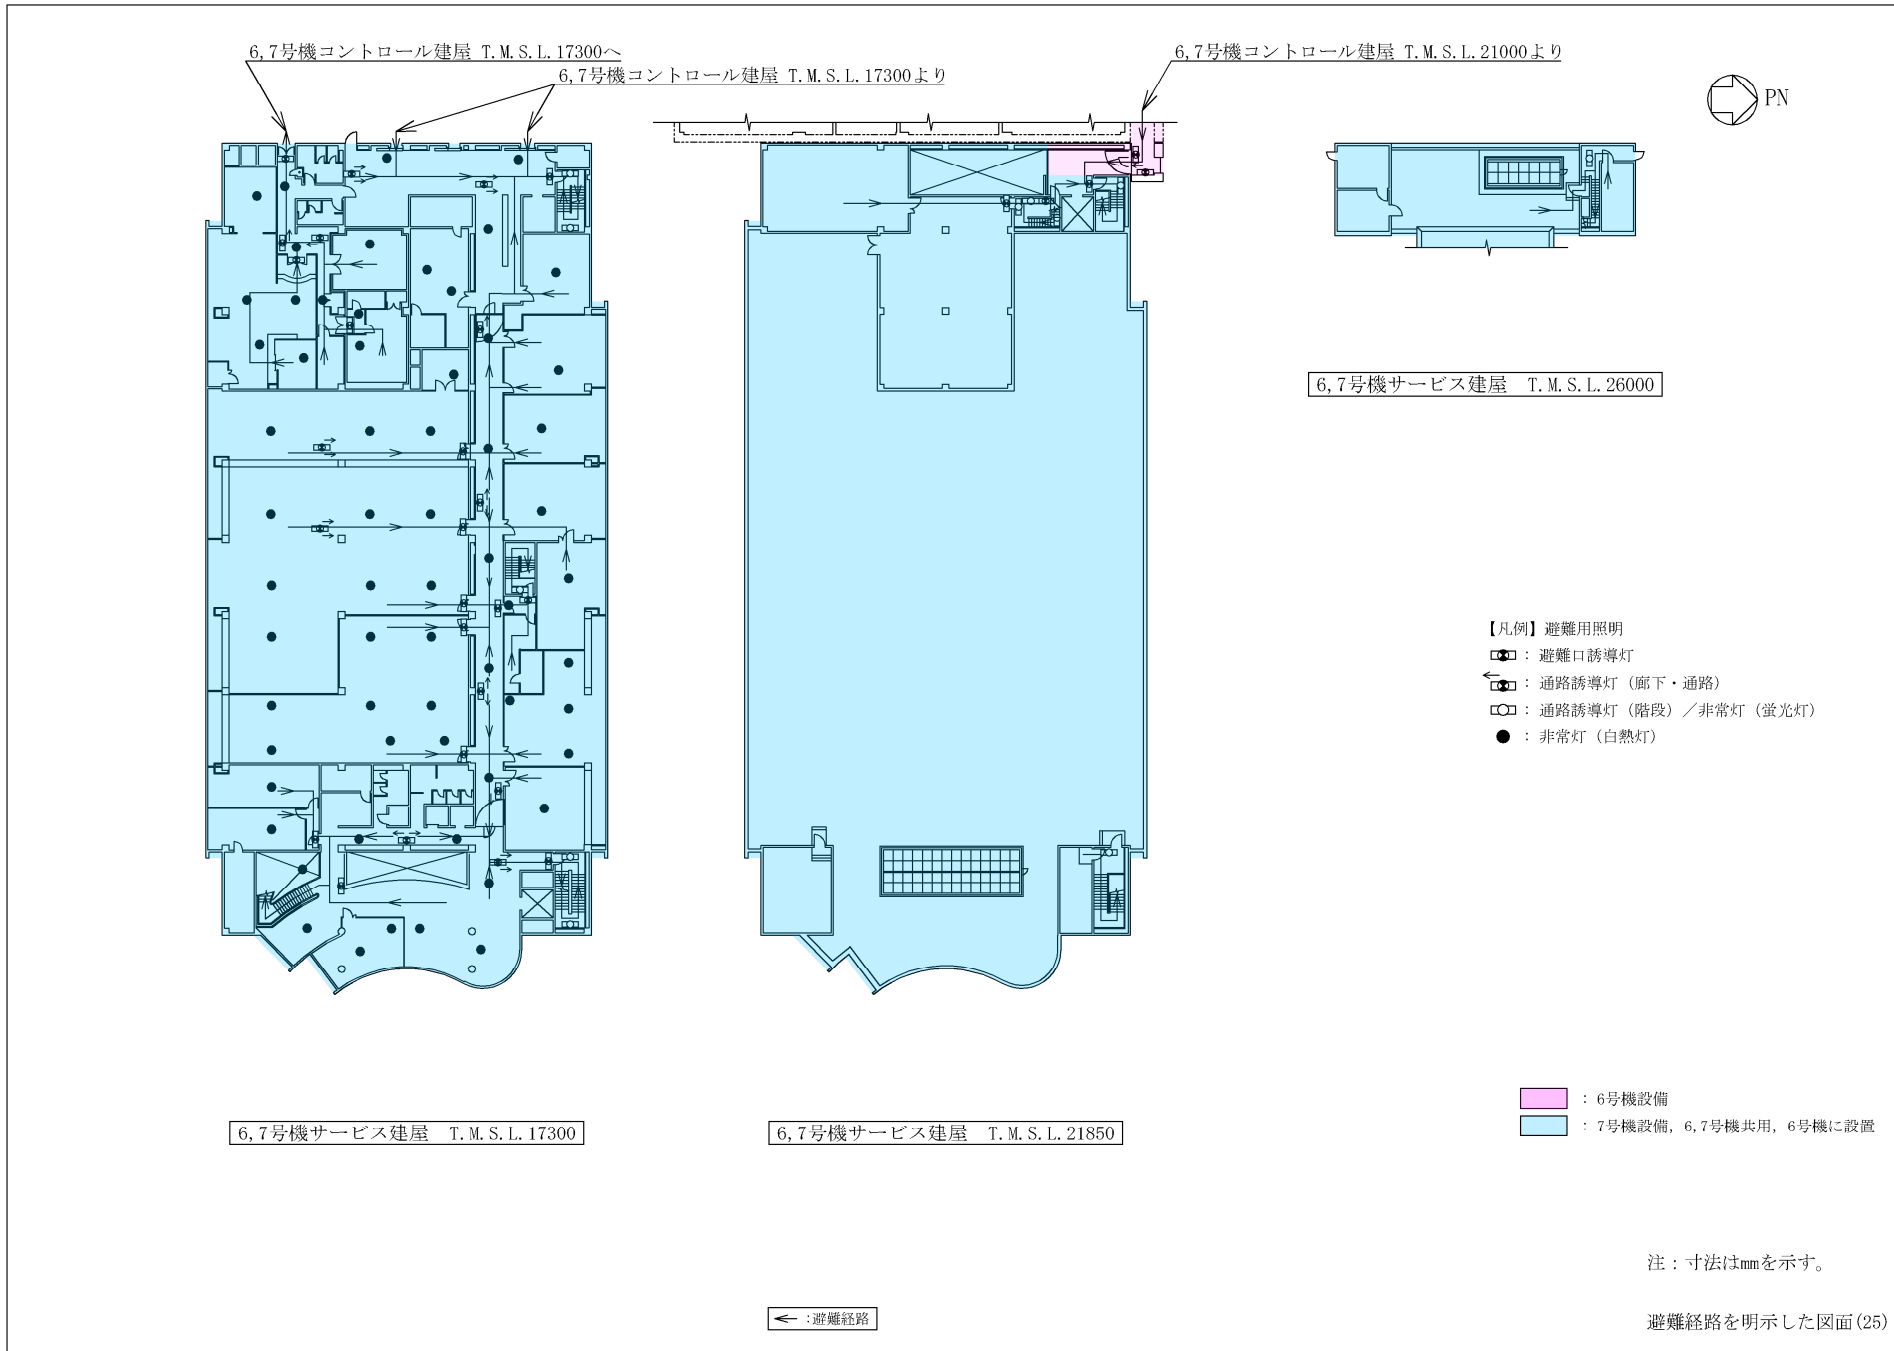 6,7号機コントロール建屋 T.M.S.L.17300へ
6,7号機コントロール建屋 T.M.S.L.17300より
6,7号機コントロール建屋 T.M.S.L.21000より
PN
6,7号機サービス建屋 T.M.S.L.26000
【凡例】避難用照明
：避難口誘導灯
：通路誘導灯（廊下・通路）
：通路誘導灯（階段）／非常灯（蛍光灯）
：非常灯（白熱灯）
：6号機設備
：7号機設備，6,7号機共用，6号機に設置
6,7号機サービス建屋 T.M.S.L.17300
6,7号機サービス建屋 T.M.S.L.21850
注：寸法はmmを示す。
：避難経路
避難経路を明示した図面(25)